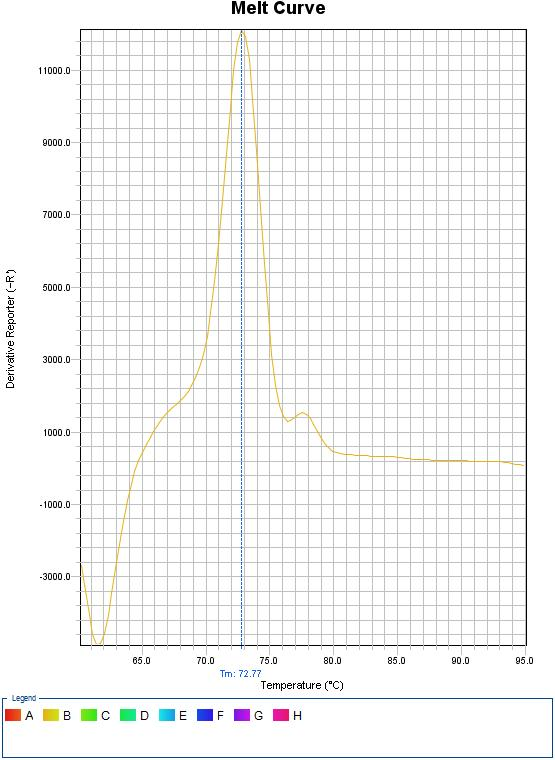 Melt Curve
11000.0
9000.0
7000.0
5000.0
3000.0
1000.0
-1000.0
-3000.0
Derivative Reporter (-R')
65.0 70.0 75.0 80.0 85.0 90.0 95.0
Tm: 72.77
Temperature (°C)
Legend
A B C D E F G H